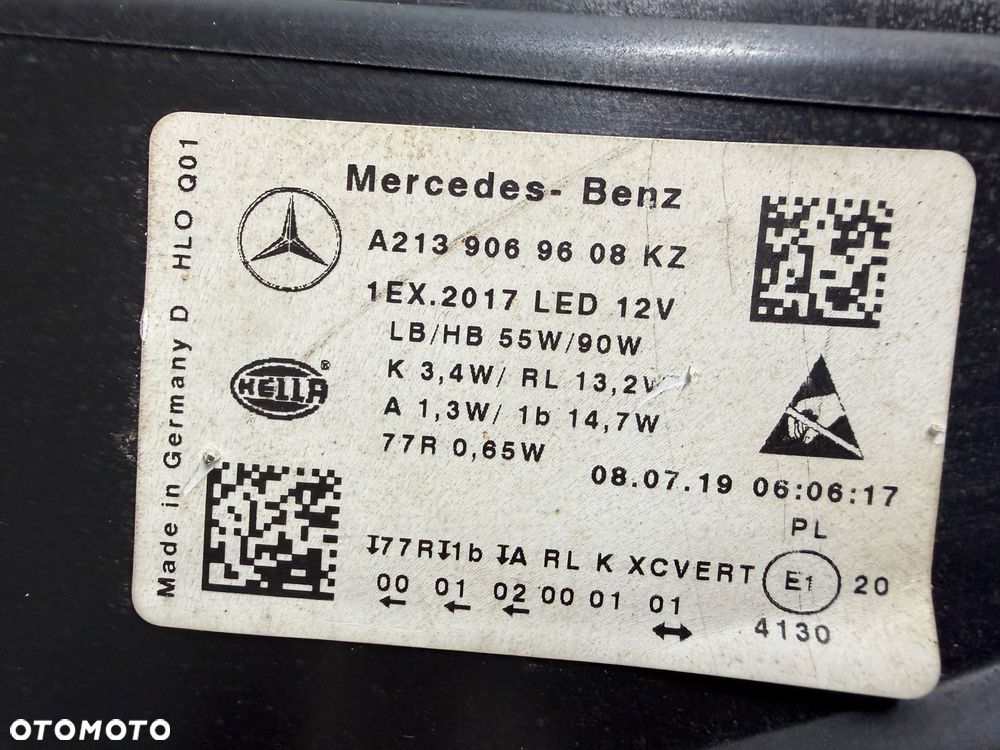 Mercedes- Benz
A213 906 96 08 KZ
1EX.2017 LED 12V
LB/HB 55W/90W
K 3,4W/ RL 13,2W
A 1,3W/ 1b 14,7W
77R 0,65W
08.07.19 06:06:17
PL
HELLA ®
Made in Germany D HLO Q01
77R 1b A RL K XCVERT E1 20
00 01 02 00 01 01
4130
OTOMOTO